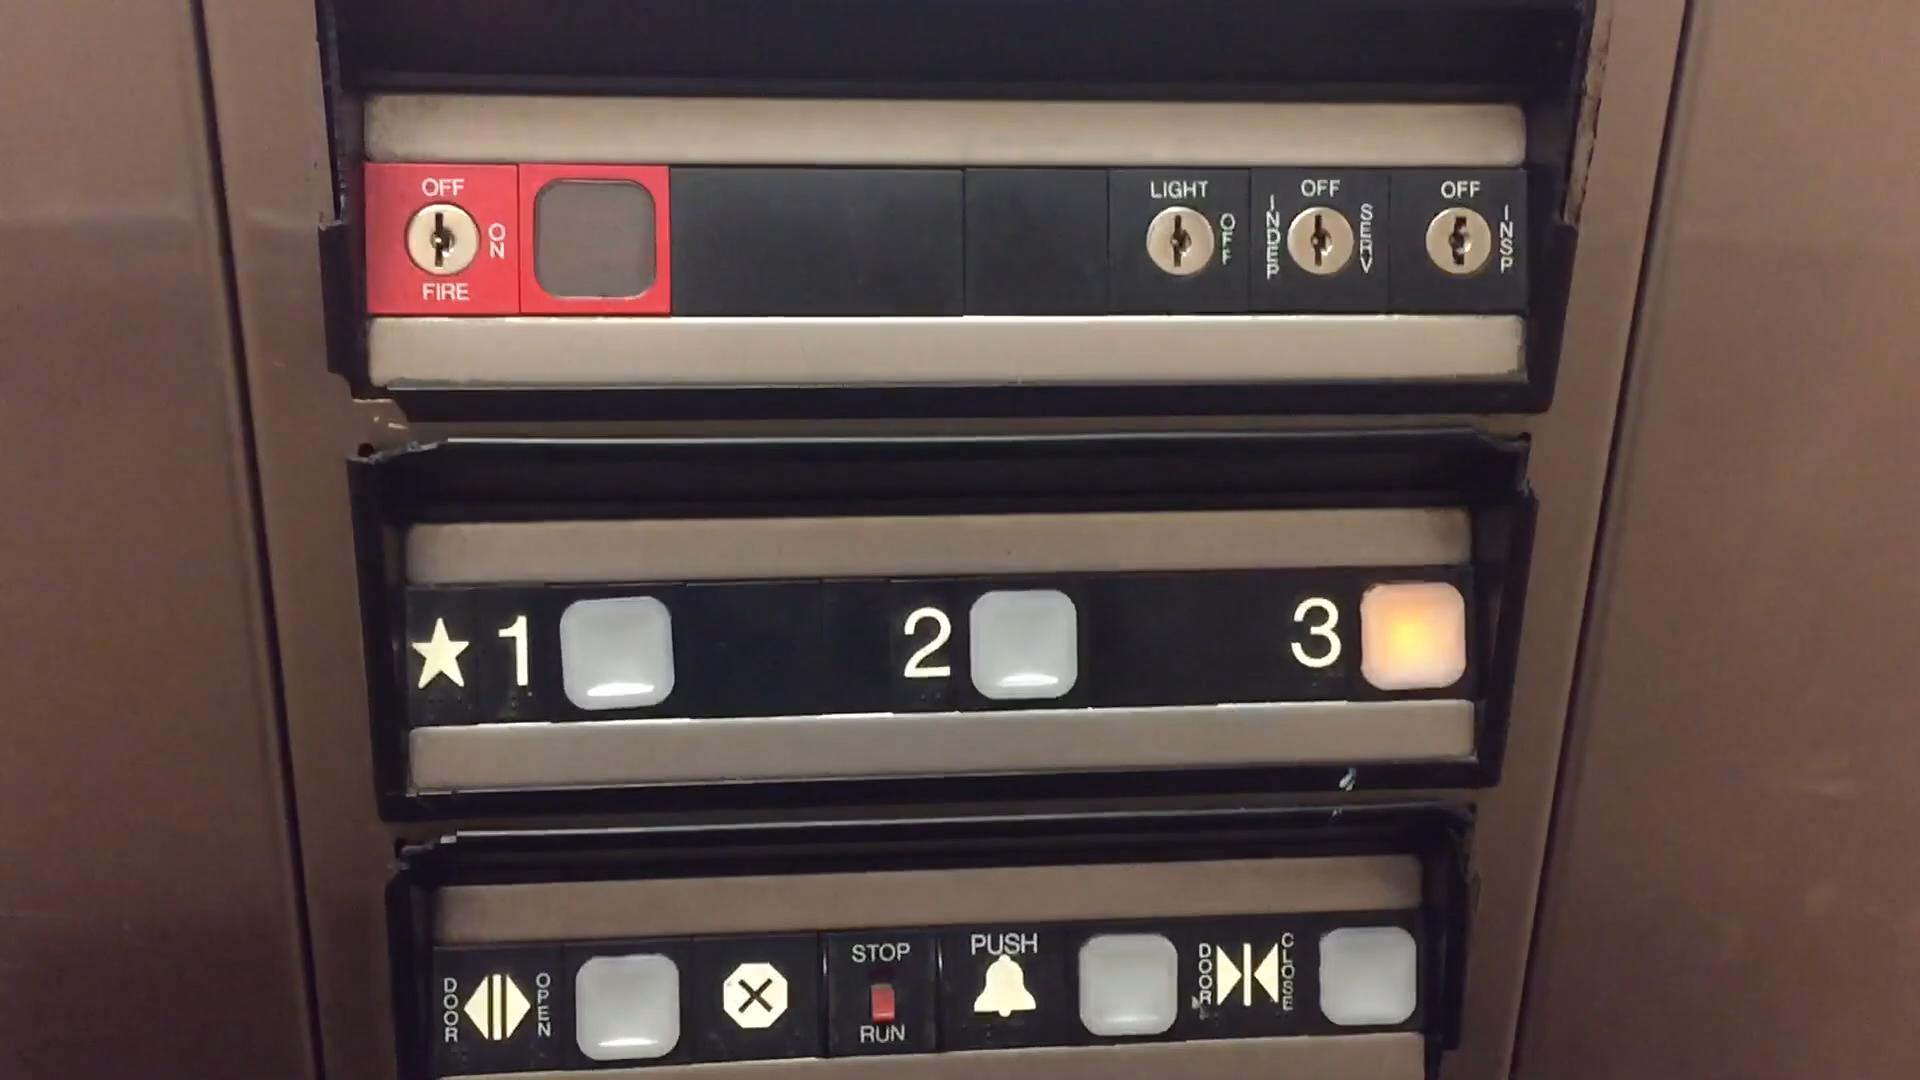 OFF
ON
FIRE
LIGHT
OFF
INDEP
OFF
SERV
OFF
INSP
★ 1
2
3
DOOR
OPEN
STOP
RUN
PUSH
DOOR
CLOSE